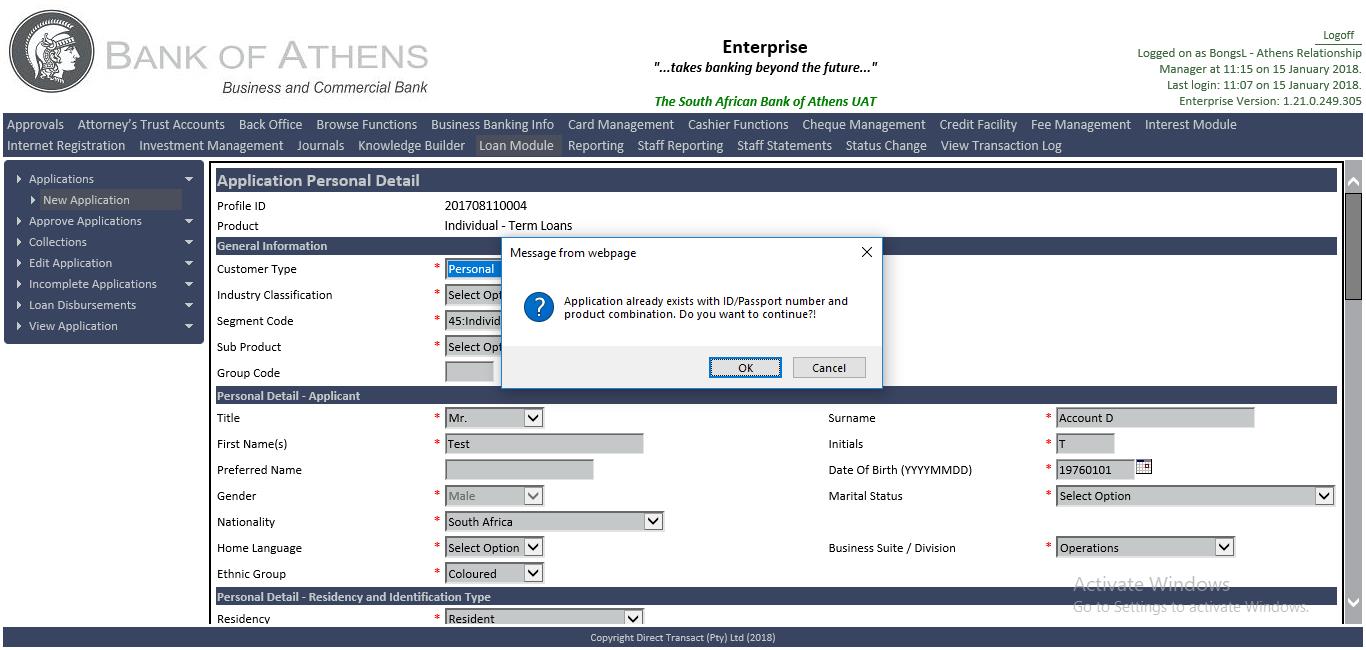 BANK OF ATHENS
Business and Commercial Bank
Enterprise
"...takes banking beyond the future..."
The South African Bank of Athens UAT
Logoff
Logged on as BongsL - Athens Relationship
Manager at 11:15 on 15 January 2018.
Last login: 11:07 on 15 January 2018.
Enterprise Version: 1.21.0.249.305
Approvals Attorney's Trust Accounts Back Office Browse Functions Business Banking Info Card Management Cashier Functions Cheque Management Credit Facility Fee Management Interest Module
Internet Registration Investment Management Journals Knowledge Builder Loan Module Reporting Staff Reporting Staff Statements Status Change View Transaction Log
Applications
New Application
Approve Applications
Collections
Edit Application
Incomplete Applications
Loan Disbursements
View Application
Application Personal Detail
Profile ID 201708110004
Product Individual - Term Loans
General Information
Customer Type * Personal
Industry Classification * Select Opt
Segment Code * 45:Individ
Sub Product * Select Opt
Group Code
Message from webpage
Application already exists with ID/Passport number and
product combination. Do you want to continue?!
OK Cancel
Personal Detail - Applicant
Title * Mr. Surname * Account D
First Name(s) * Test Initials * T
Preferred Name Date Of Birth (YYYYMMDD) * 19760101
Gender * Male Marital Status * Select Option
Nationality * South Africa
Home Language * Select Option Business Suite / Division * Operations
Ethnic Group * Coloured
Personal Detail - Residency and Identification Type
Residency * Resident
Activate Windows
Go to Settings to activate Windows.
Copyright Direct Transact (Pty) Ltd (2018)